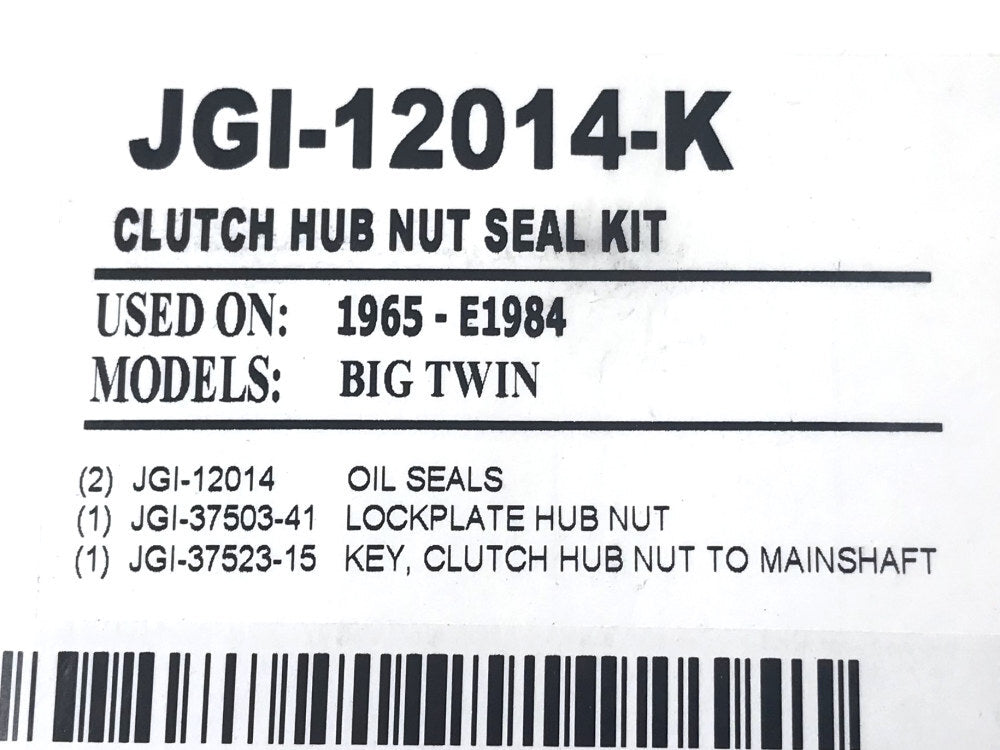 JGI-12014-K
CLUTCH HUB NUT SEAL KIT
USED ON: 1965 - E1984
MODELS: BIG TWIN
(2) JGI-12014 OIL SEALS
(1) JGI-37503-41 LOCKPLATE HUB NUT
(1) JGI-37523-15 KEY, CLUTCH HUB NUT TO MAINSHAFT